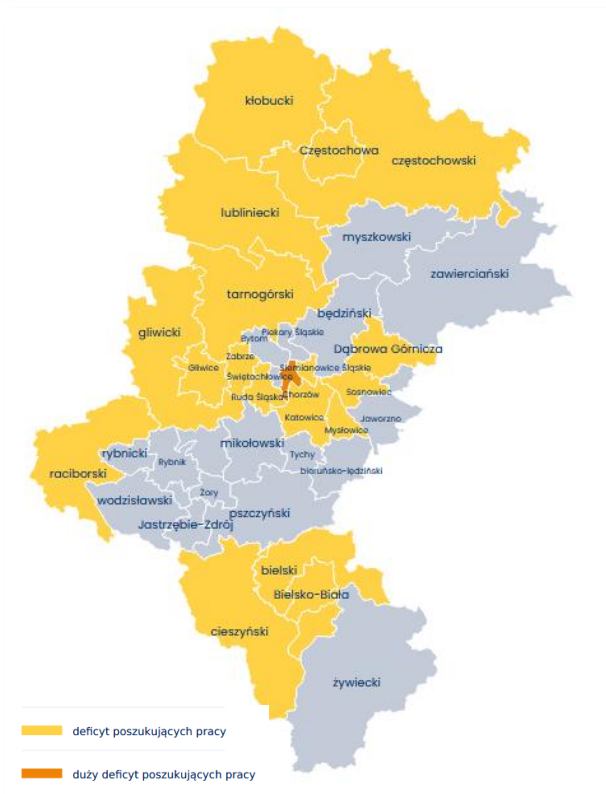 kłobucki
Częstochowa
częstochowski
lubliniecki
myszkowski
zawierciański
tarnogórski
będziński
gliwicki
Piekary Śląskie
Bytom
Dąbrowa Górnicza
Zabrze
Gliwice
Siemianowice Śląskie
Świętochłowice
Sosnowiec
Ruda Śląska
Chorzów
Katowice
Jaworzno
Mysłowice
mikołowski
rybnicki
Tychy
Rybnik
bieruńsko-lędziński
raciborski
Żory
wodzisławski
pszczyński
Jastrzębie-Zdrój
bielski
Bielsko-Biała
cieszyński
żywiecki
deficyt poszukujących pracy
duży deficyt poszukujących pracy